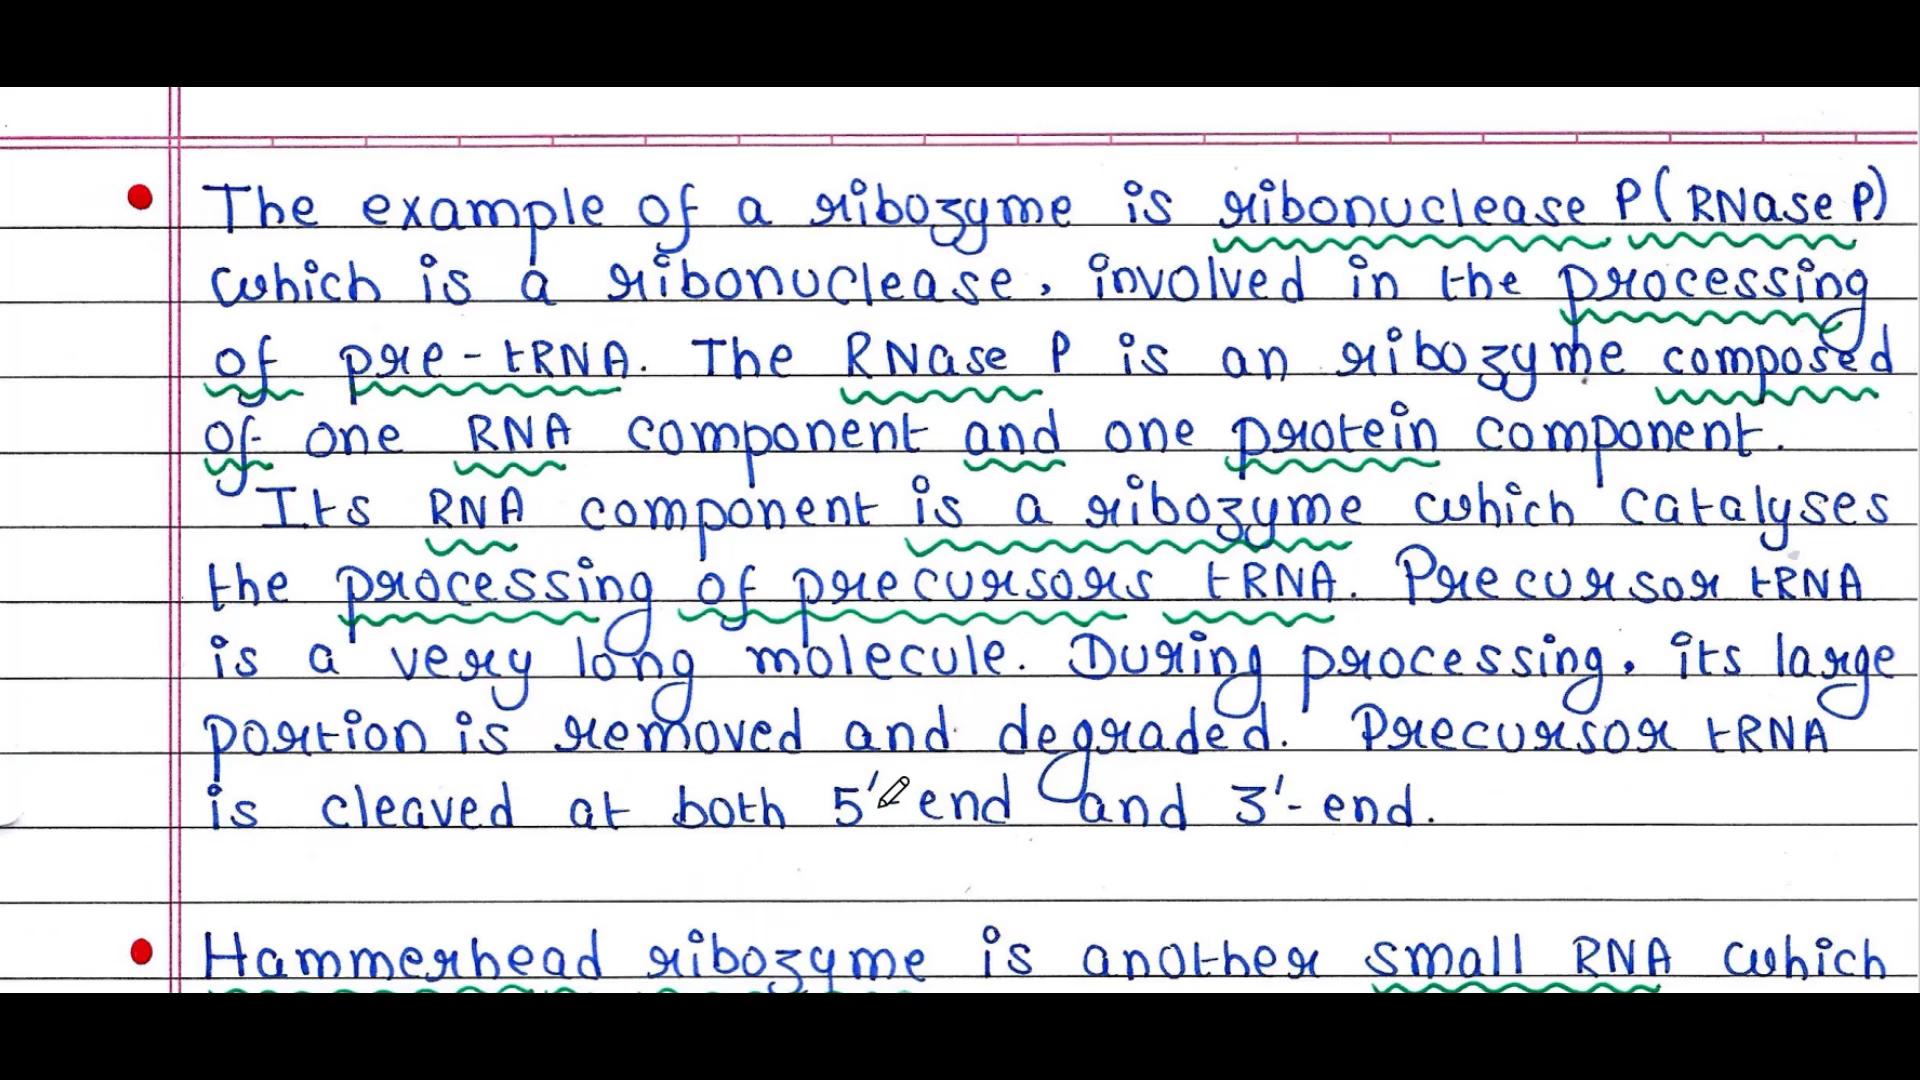 The example of a ribozyme is ribonuclease P (RNase P)
which is a ribonuclease, involved in the processing
of pre-tRNA. The RNase P is an ribozyme composed
of one RNA component and one protein component.
Its RNA component is a ribozyme which catalyses
the processing of precursors tRNA. Precursor tRNA
is a very long molecule. During processing, its large
portion is removed and degraded. Precursor tRNA
is cleaved at both 5' end and 3'-end.
Hammerhead ribozyme is another small RNA which